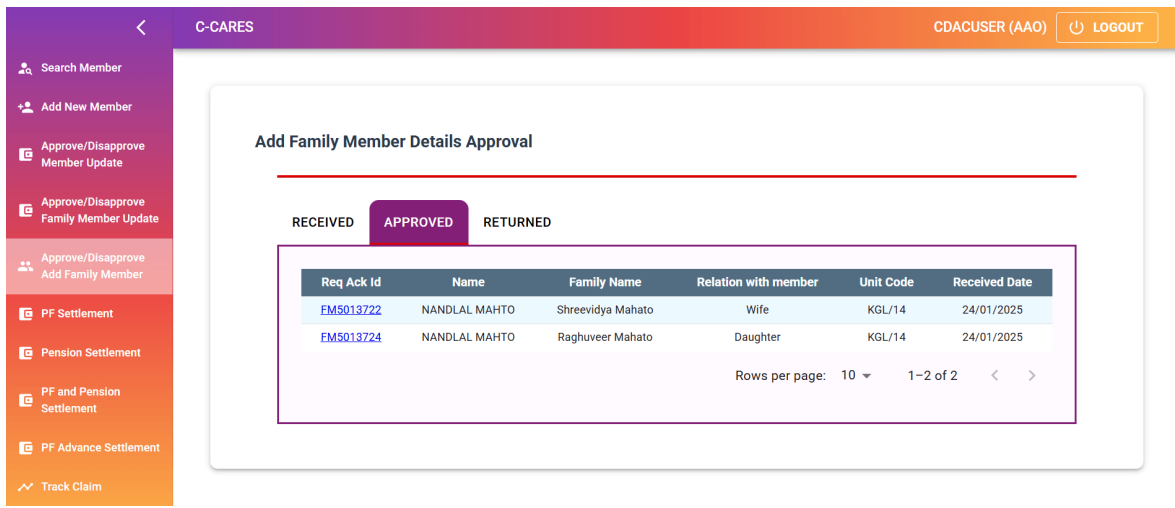 C-CARES
CDACUSER (AAO)
LOGOUT
Search Member
Add New Member
Approve/Disapprove
Member Update
Approve/Disapprove
Family Member Update
Approve/Disapprove
Add Family Member
PF Settlement
Pension Settlement
PF and Pension
Settlement
PF Advance Settlement
Track Claim
Add Family Member Details Approval
RECEIVED APPROVED RETURNED
Req Ack Id Name Family Name Relation with member Unit Code Received Date
FM5013722 NANDLAL MAHTO Shreevidya Mahato Wife KGL/14 24/01/2025
FM5013724 NANDLAL MAHTO Raghuveer Mahato Daughter KGL/14 24/01/2025
Rows per page: 10 1–2 of 2